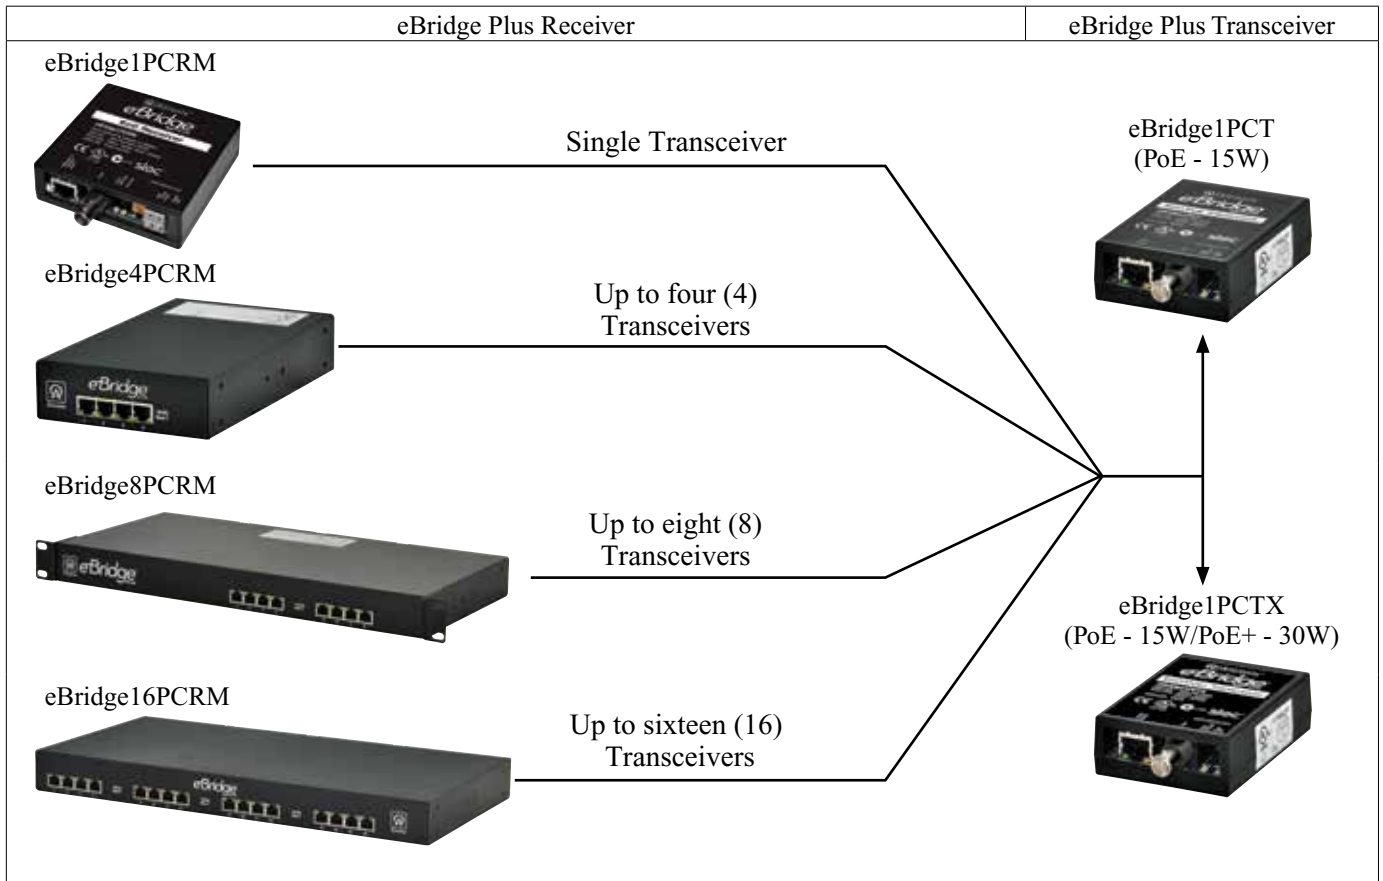 eBridge Plus Receiver
eBridge Plus Transceiver
eBridge1PCRM
eBridge
Single Transceiver
eBridge1PCT
(PoE - 15W)
eBridge
eBridge4PCRM
Up to four (4)
Transceivers
eBridge
eBridge8PCRM
Up to eight (8)
Transceivers
eBridge
eBridge1PCTX
(PoE - 15W/PoE+ - 30W)
eBridge
eBridge16PCRM
Up to sixteen (16)
Transceivers
eBridge